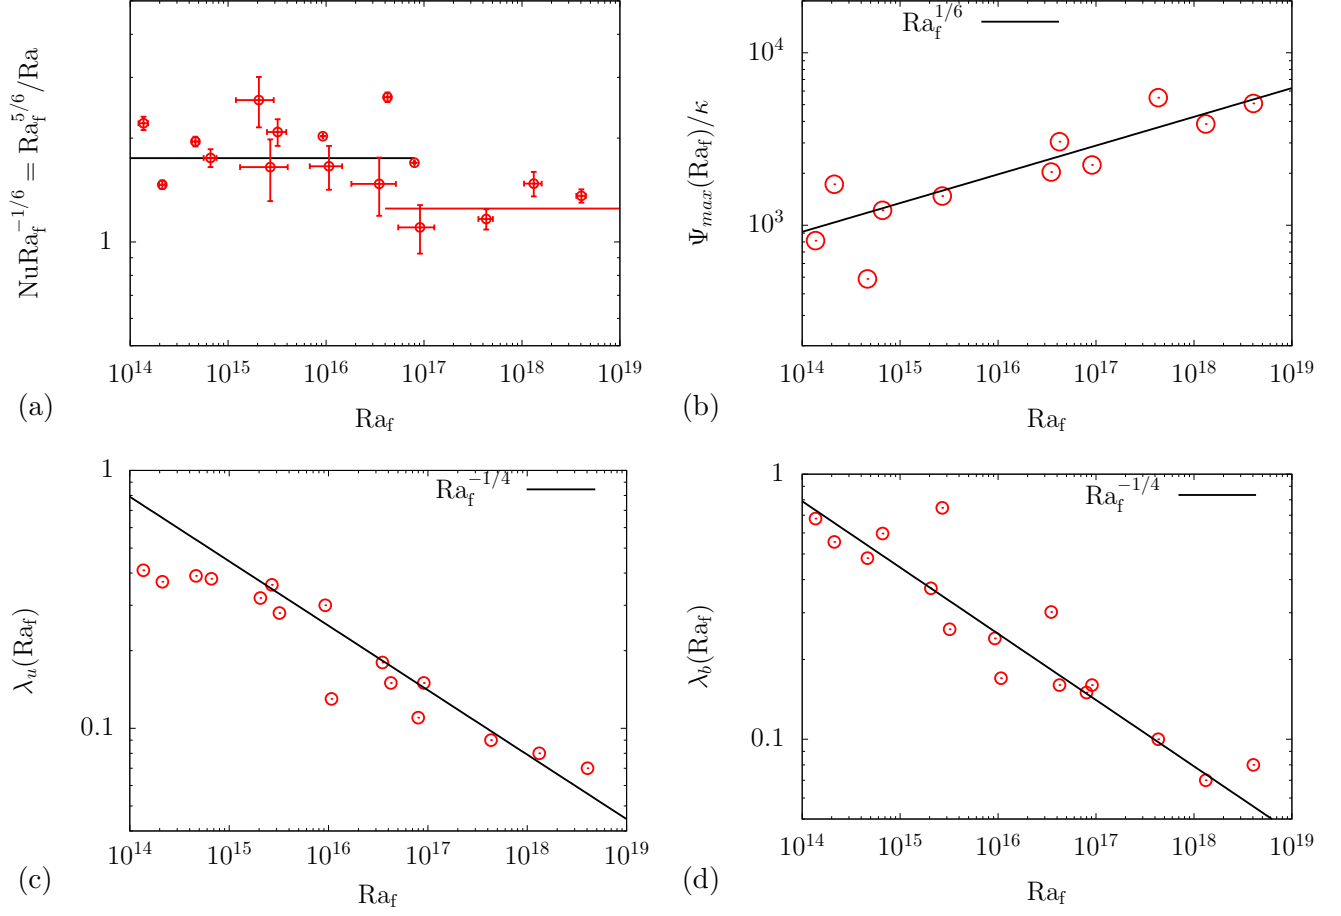 NuRa_f^{-1/6} = Ra_f^{5/6}/Ra
1
10^14 10^15 10^16 10^17 10^18 10^19
(a)
Ra_f
Ra_f^{1/6}
Ψ_max(Ra_f)/κ
10^4
10^3
10^14 10^15 10^16 10^17 10^18 10^19
(b)
Ra_f
Ra_f^{-1/4}
λ_u(Ra_f)
1
0.1
10^14 10^15 10^16 10^17 10^18 10^19
(c)
Ra_f
Ra_f^{-1/4}
λ_b(Ra_f)
1
0.1
10^14 10^15 10^16 10^17 10^18 10^19
(d)
Ra_f